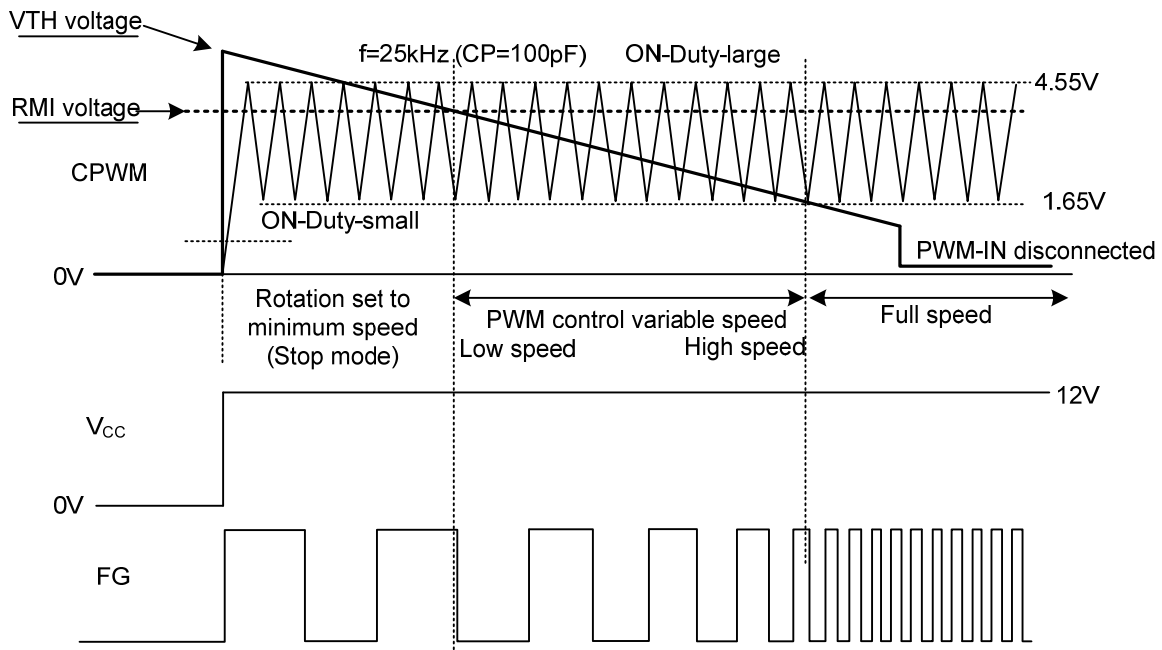 VTH voltage
f=25kHz (CP=100pF)
ON-Duty-large
4.55V
RMI voltage
CPWM
1.65V
ON-Duty-small
PWM-IN disconnected
0V
Rotation set to
minimum speed
(Stop mode)
PWM control variable speed
Low speed
High speed
Full speed
12V
VCC
0V
FG